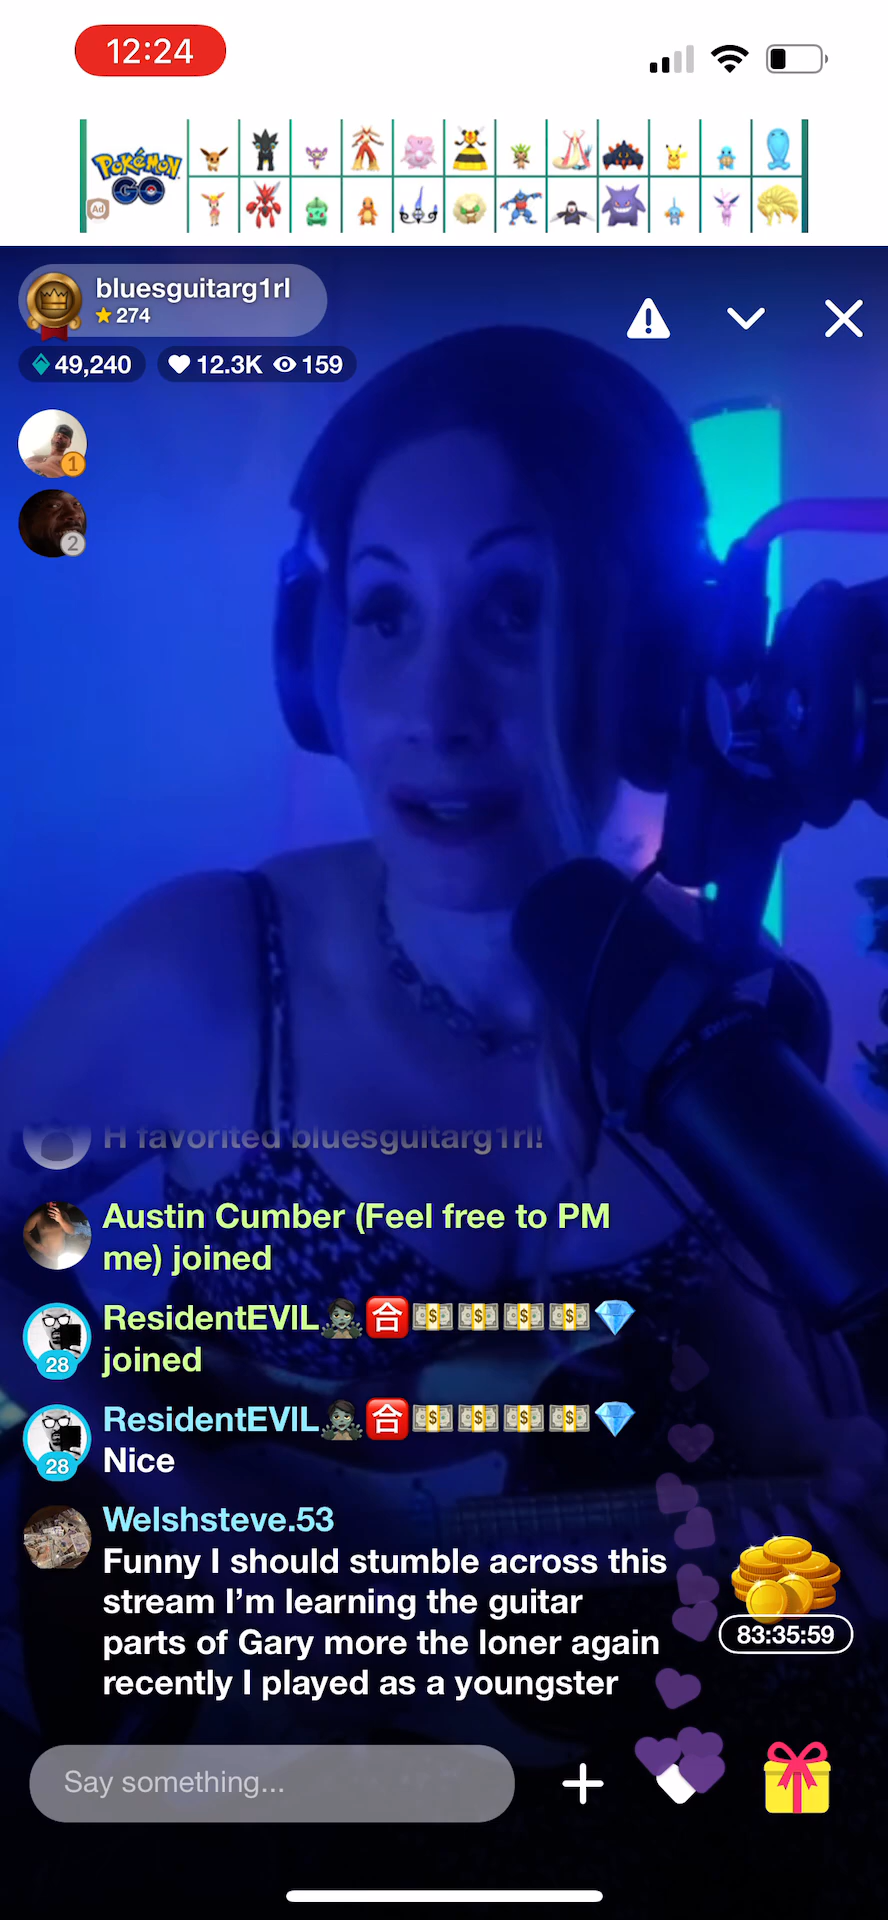 12:24
POKÉMON
GO
Ad
bluesguitarg1rl
274
49,240
12.3K
159
1
2
H favorited bluesguitarg1rl!
Austin Cumber (Feel free to PM
me) joined
ResidentEVIL🧟‍♀️🈴💵💵💵💵💎
joined
28
ResidentEVIL🧟‍♀️🈴💵💵💵💵💎
Nice
28
Welshsteve.53
Funny I should stumble across this
stream I’m learning the guitar
parts of Gary more the loner again
recently I played as a youngster
83:35:59
Say something...